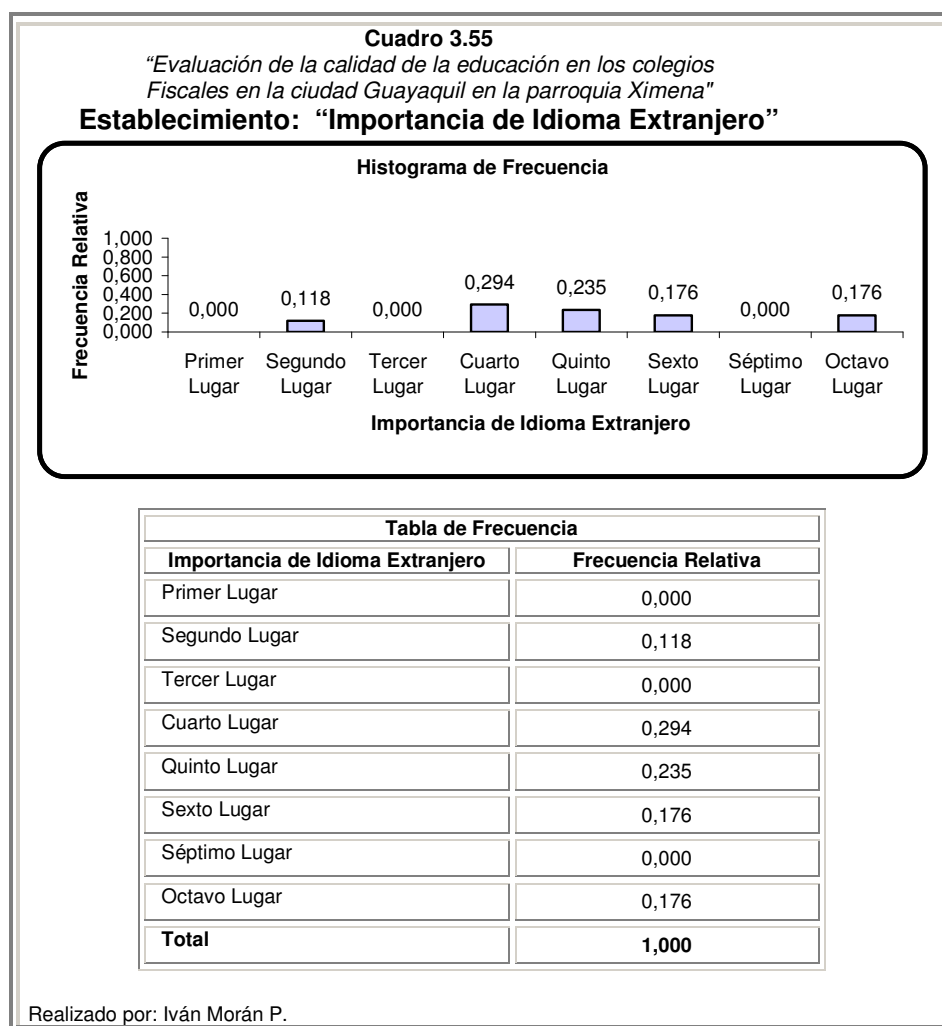 Cuadro 3.55
“Evaluación de la calidad de la educación en los colegios
Fiscales en la ciudad Guayaquil en la parroquia Ximena"
Establecimiento: “Importancia de Idioma Extranjero”
Histograma de Frecuencia
Frecuencia Relativa
1,000
0,800
0,600
0,400
0,200
0,000
0,000 0,118 0,000 0,294 0,235 0,176 0,000 0,176
Primer Segundo Tercer Cuarto Quinto Sexto Séptimo Octavo
Lugar Lugar Lugar Lugar Lugar Lugar Lugar Lugar
Importancia de Idioma Extranjero
Tabla de Frecuencia
Importancia de Idioma Extranjero Frecuencia Relativa
Primer Lugar 0,000
Segundo Lugar 0,118
Tercer Lugar 0,000
Cuarto Lugar 0,294
Quinto Lugar 0,235
Sexto Lugar 0,176
Séptimo Lugar 0,000
Octavo Lugar 0,176
Total 1,000
Realizado por: Iván Morán P.